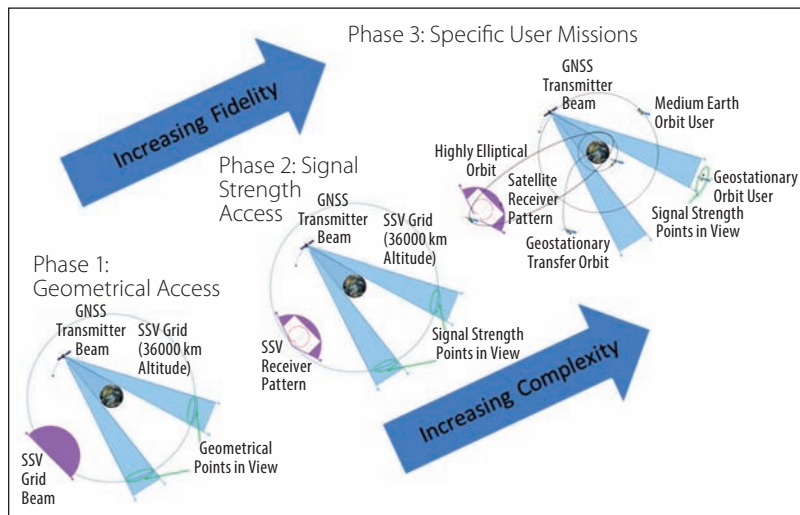 Phase 3: Specific User Missions
GNSS
Transmitter
Beam
Medium Earth
Orbit User
Increasing Fidelity
Highly Elliptical
Orbit
Satellite
Receiver
Pattern
Geostationary
Orbit User
Signal Strength
Points in View
Geostationary
Transfer Orbit
Phase 2: Signal
Strength
Access
GNSS
Transmitter
Beam
SSV Grid
(36000 km
Altitude)
SSV
Receiver
Pattern
Signal Strength
Points in View
Phase 1:
Geometrical Access
GNSS
Transmitter
Beam
SSV Grid
(36000 km
Altitude)
Geometrical
Points in View
SSV
Grid
Beam
Increasing Complexity